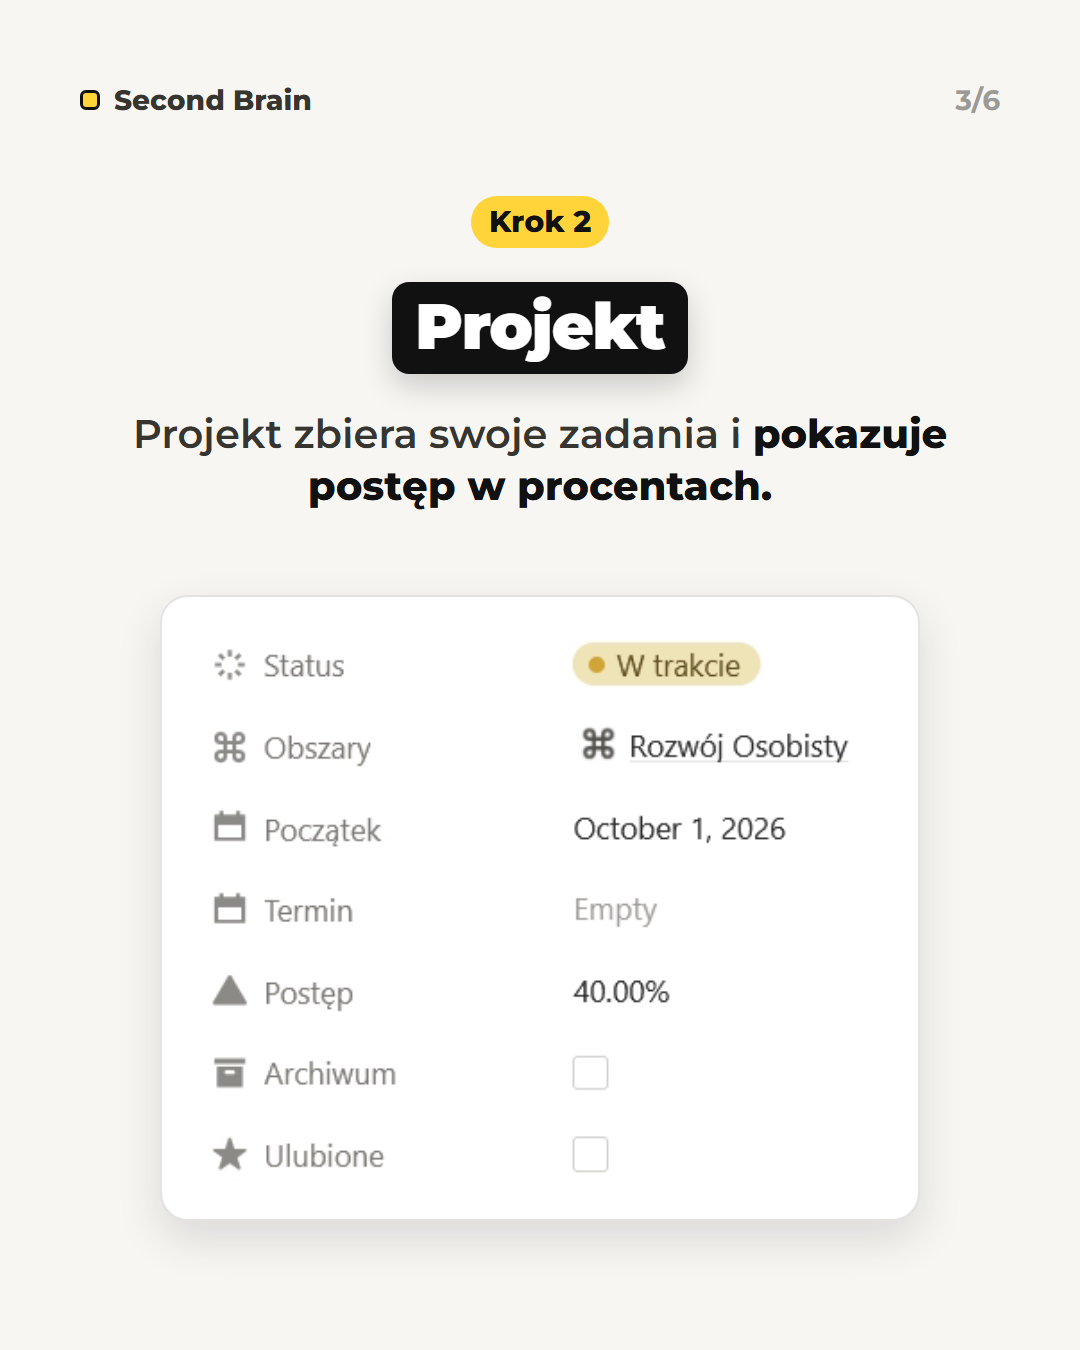 Second Brain
3/6
Krok 2
Projekt
Projekt zbiera swoje zadania i pokazuje
postęp w procentach.
Status W trakcie
Obszary Rozwój Osobisty
Początek October 1, 2026
Termin Empty
Postęp 40.00%
Archiwum
Ulubione